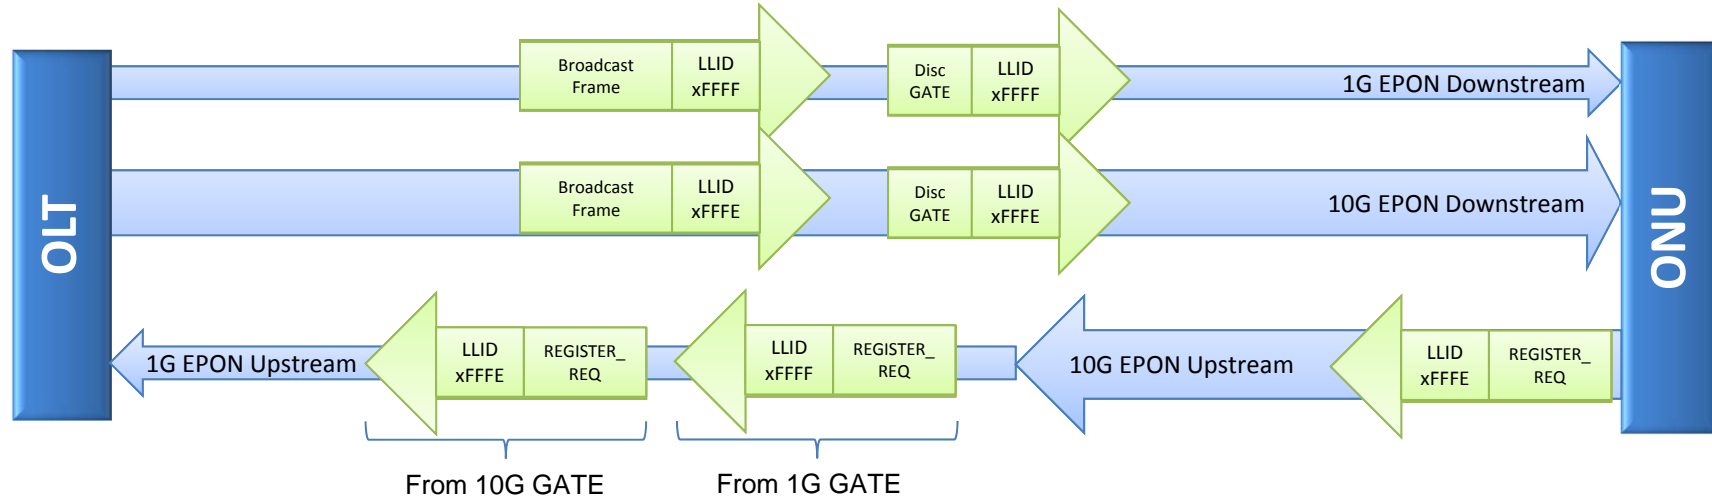 OLT
Broadcast
Frame
LLID
xFFFF
Disc
GATE
LLID
xFFFF
1G EPON Downstream
Broadcast
Frame
LLID
xFFFE
Disc
GATE
LLID
xFFFE
10G EPON Downstream
ONU
1G EPON Upstream
LLID
xFFFE
REGISTER_
REQ
LLID
xFFFF
REGISTER_
REQ
10G EPON Upstream
LLID
xFFFE
REGISTER_
REQ
From 10G GATE
From 1G GATE